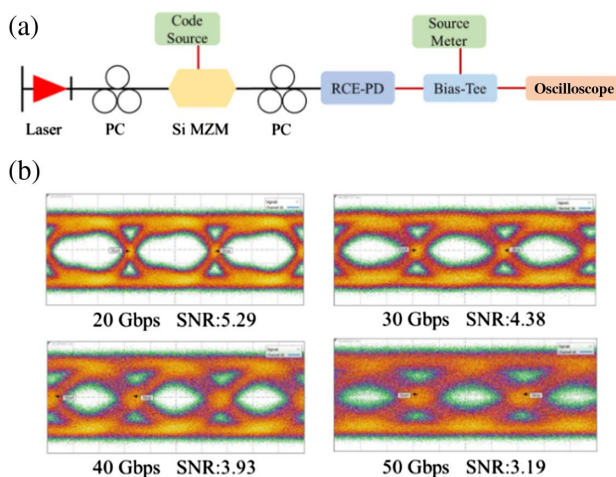 (a)
Code
Source
Source
Meter
RCE-PD
Bias-Tee
Oscilloscope
Laser
PC
Si MZM
PC
(b)
20 Gbps SNR:5.29
30 Gbps SNR:4.38
40 Gbps SNR:3.93
50 Gbps SNR:3.19